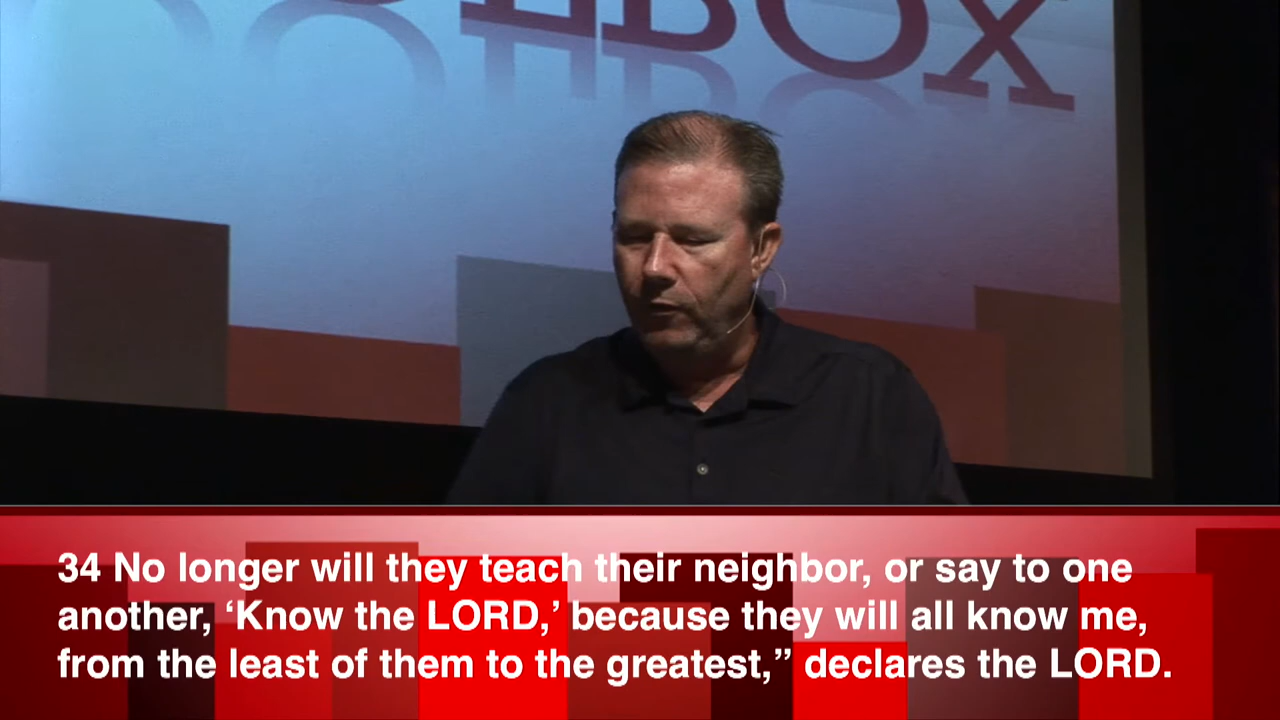 BOX
34 No longer will they teach their neighbor, or say to one
another, ‘Know the LORD,’ because they will all know me,
from the least of them to the greatest,” declares the LORD.